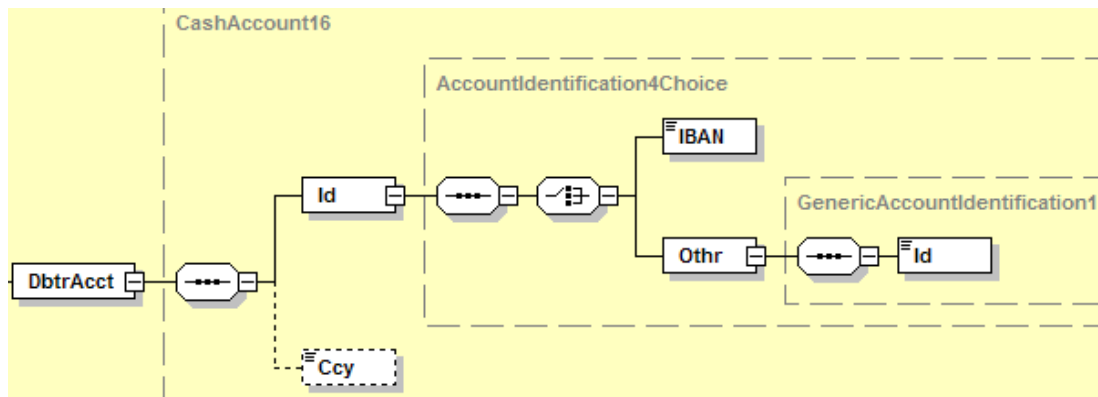 CashAccount16
AccountIdentification4Choice
IBAN
Id
GenericAccountIdentification1
DbtrAcct
Othr
Id
Ccy